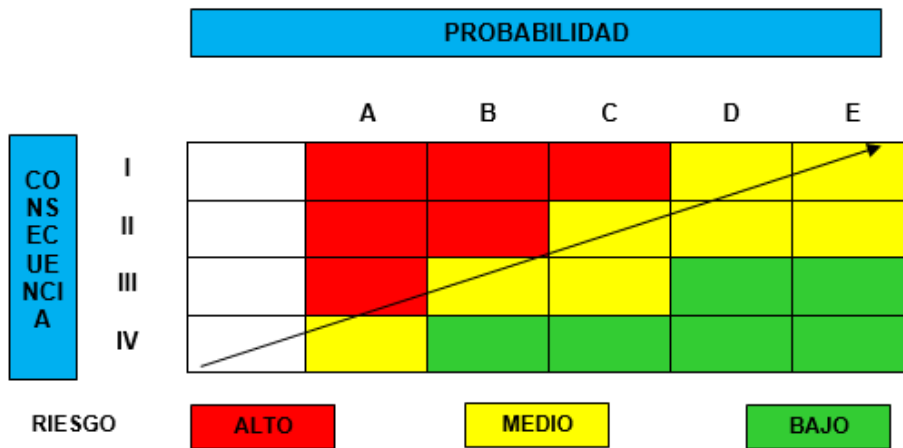 PROBABILIDAD
A B C D E
CO
NS
EC
UE
NCI
A
I
II
III
IV
RIESGO ALTO MEDIO BAJO